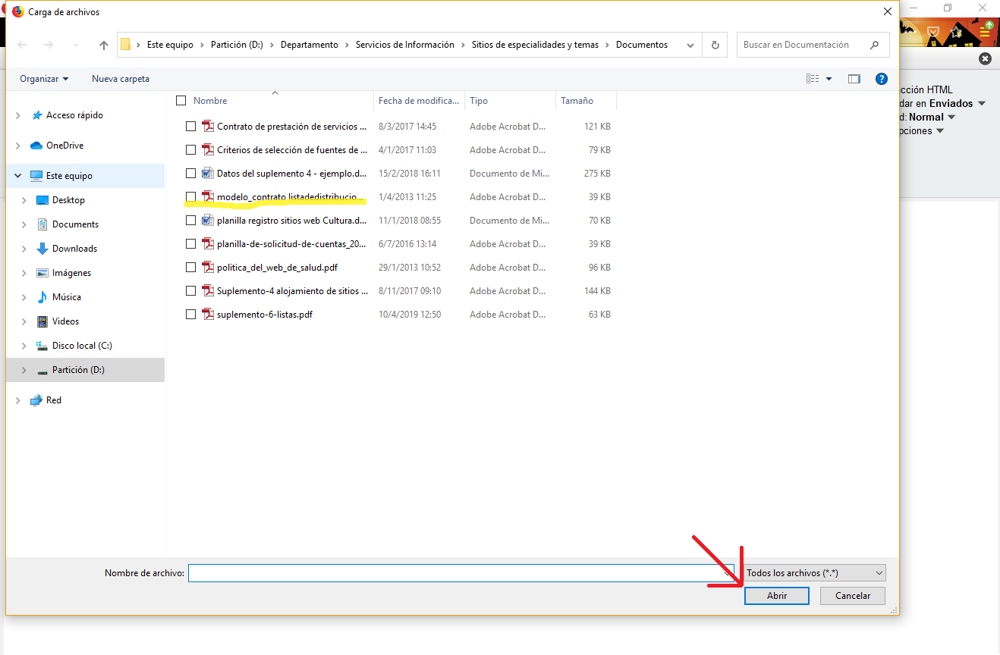 Carga de archivos
Este equipo > Partición (D:) > Departamento > Servicios de Información > Sitios de especialidades y temas > Documentos
Buscar en Documentación
Organizar
Nueva carpeta
Nombre
Fecha de modifica...
Tipo
Tamaño
Acceso rápido
OneDrive
Este equipo
Desktop
Documents
Downloads
Imágenes
Música
Videos
Disco local (C:)
Partición (D:)
Red
Contrato de prestación de servicios ... 8/3/2017 14:45 Adobe Acrobat D... 121 KB
Criterios de selección de fuentes de ... 4/1/2017 11:03 Adobe Acrobat D... 79 KB
Datos del suplemento 4 - ejemplo.d... 15/2/2018 16:11 Documento de Mi... 275 KB
modelo_contrato listadedistribucio... 1/4/2013 11:25 Adobe Acrobat D... 39 KB
planilla registro sitios web Cultura.d... 11/1/2018 08:55 Documento de Mi... 70 KB
planilla-de-solicitud-de-cuentas_20... 6/7/2016 13:14 Adobe Acrobat D... 39 KB
politica_del_web_de_salud.pdf 29/1/2013 10:52 Adobe Acrobat D... 96 KB
Suplemento-4 alojamiento de sitios ... 8/11/2017 09:10 Adobe Acrobat D... 144 KB
suplemento-6-listas.pdf 10/4/2019 12:50 Adobe Acrobat D... 63 KB
cción HTML
dar en Enviados
d: Normal
pciones
Nombre de archivo:
Todos los archivos (*.*)
Abrir
Cancelar